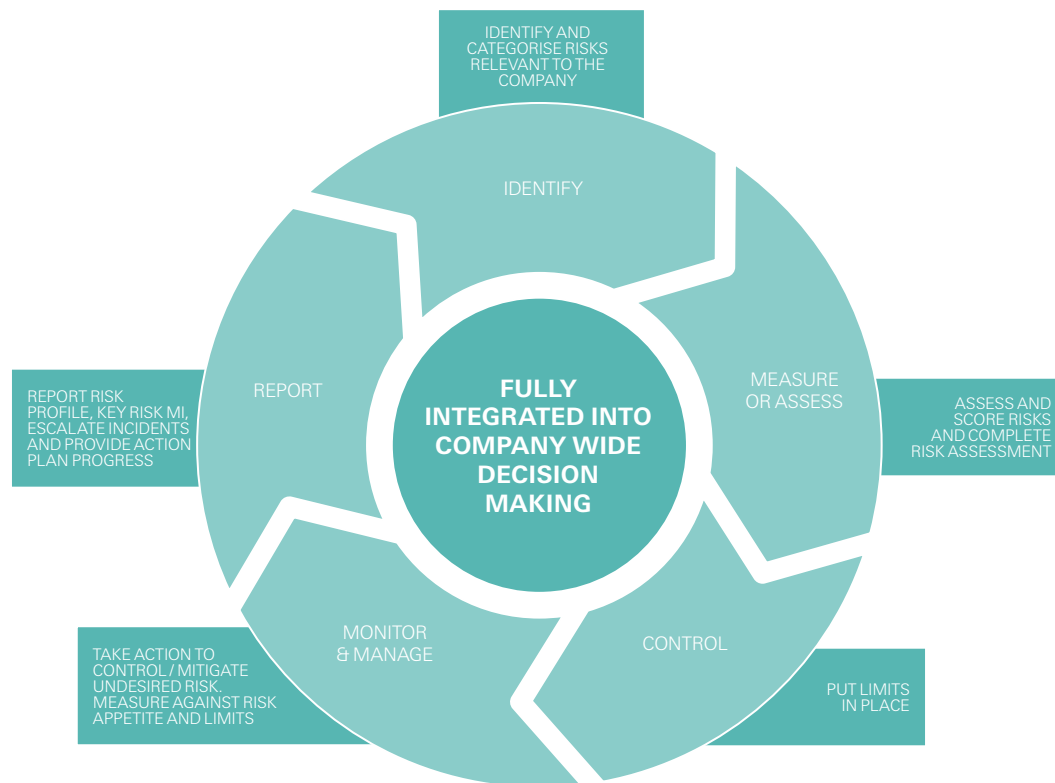 IDENTIFY AND
CATEGORISE RISKS
RELEVANT TO THE
COMPANY
IDENTIFY
MEASURE
OR ASSESS
ASSESS AND
SCORE RISKS
AND COMPLETE
RISK ASSESSMENT
CONTROL
PUT LIMITS
IN PLACE
MONITOR
& MANAGE
TAKE ACTION TO
CONTROL / MITIGATE
UNDESIRED RISK.
MEASURE AGAINST RISK
APPETITE AND LIMITS
REPORT
REPORT RISK
PROFILE, KEY RISK MI,
ESCALATE INCIDENTS
AND PROVIDE ACTION
PLAN PROGRESS
FULLY
INTEGRATED INTO
COMPANY WIDE
DECISION
MAKING